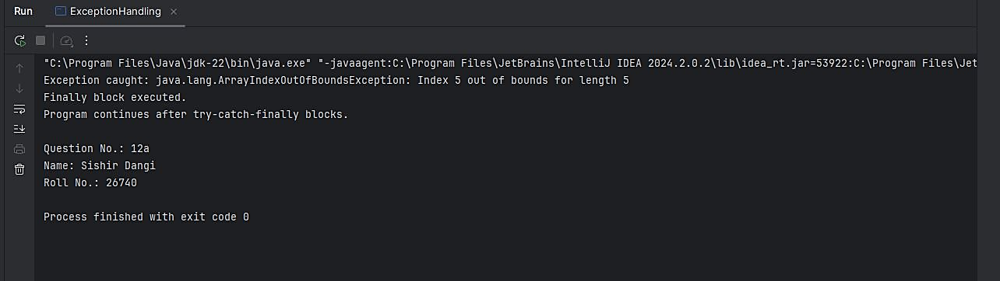 Run ExceptionHandling
"C:\Program Files\Java\jdk-22\bin\java.exe" "-javaagent:C:\Program Files\JetBrains\IntelliJ IDEA 2024.2.0.2\lib\idea_rt.jar=53922:C:\Program Files\Jet
Exception caught: java.lang.ArrayIndexOutOfBoundsException: Index 5 out of bounds for length 5
Finally block executed.
Program continues after try-catch-finally blocks.
Question No.: 12a
Name: Sishir Dangi
Roll No.: 26740
Process finished with exit code 0